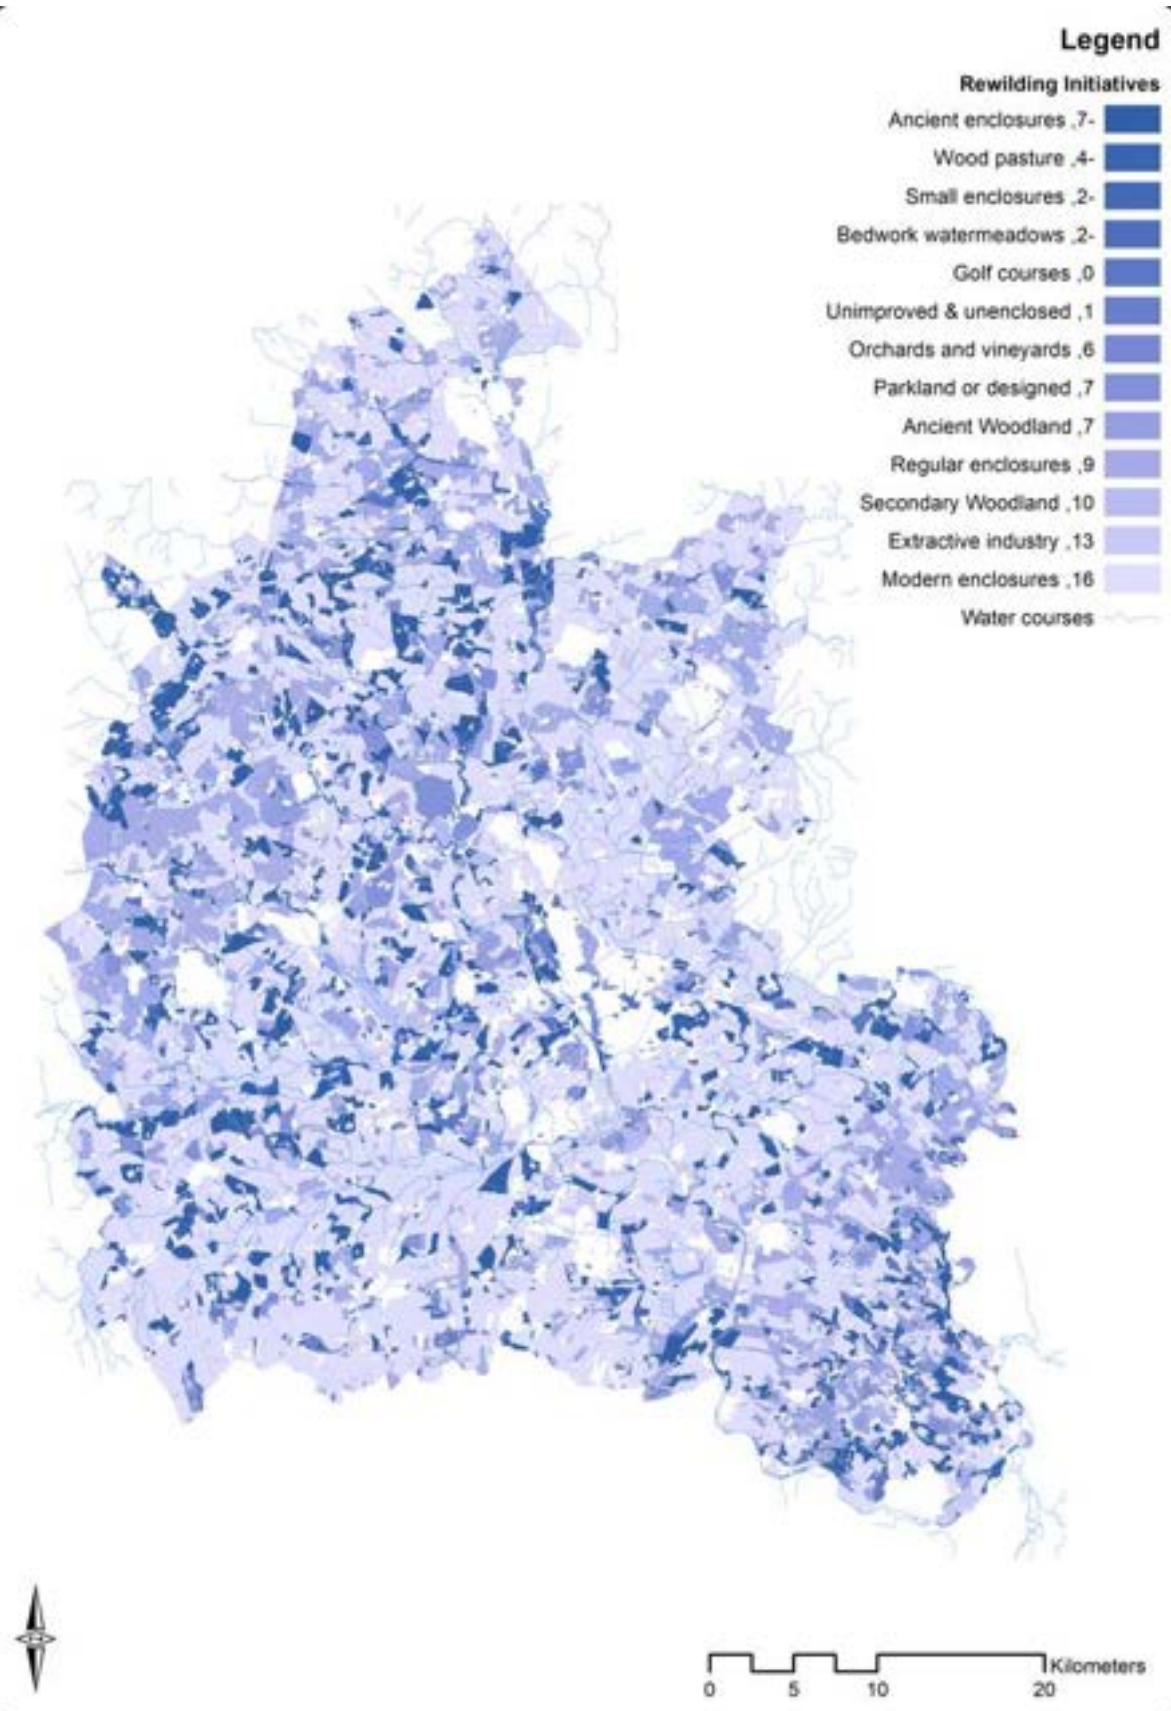 Legend
Rewilding Initiatives
Ancient enclosures ,7-
Wood pasture ,4-
Small enclosures ,2-
Bedwork watermeadows ,2-
Golf courses ,0
Unimproved & unenclosed ,1
Orchards and vineyards ,6
Parkland or designed ,7
Ancient Woodland ,7
Regular enclosures ,9
Secondary Woodland ,10
Extractive industry ,13
Modern enclosures ,16
Water courses
Kilometers
0 5 10 20